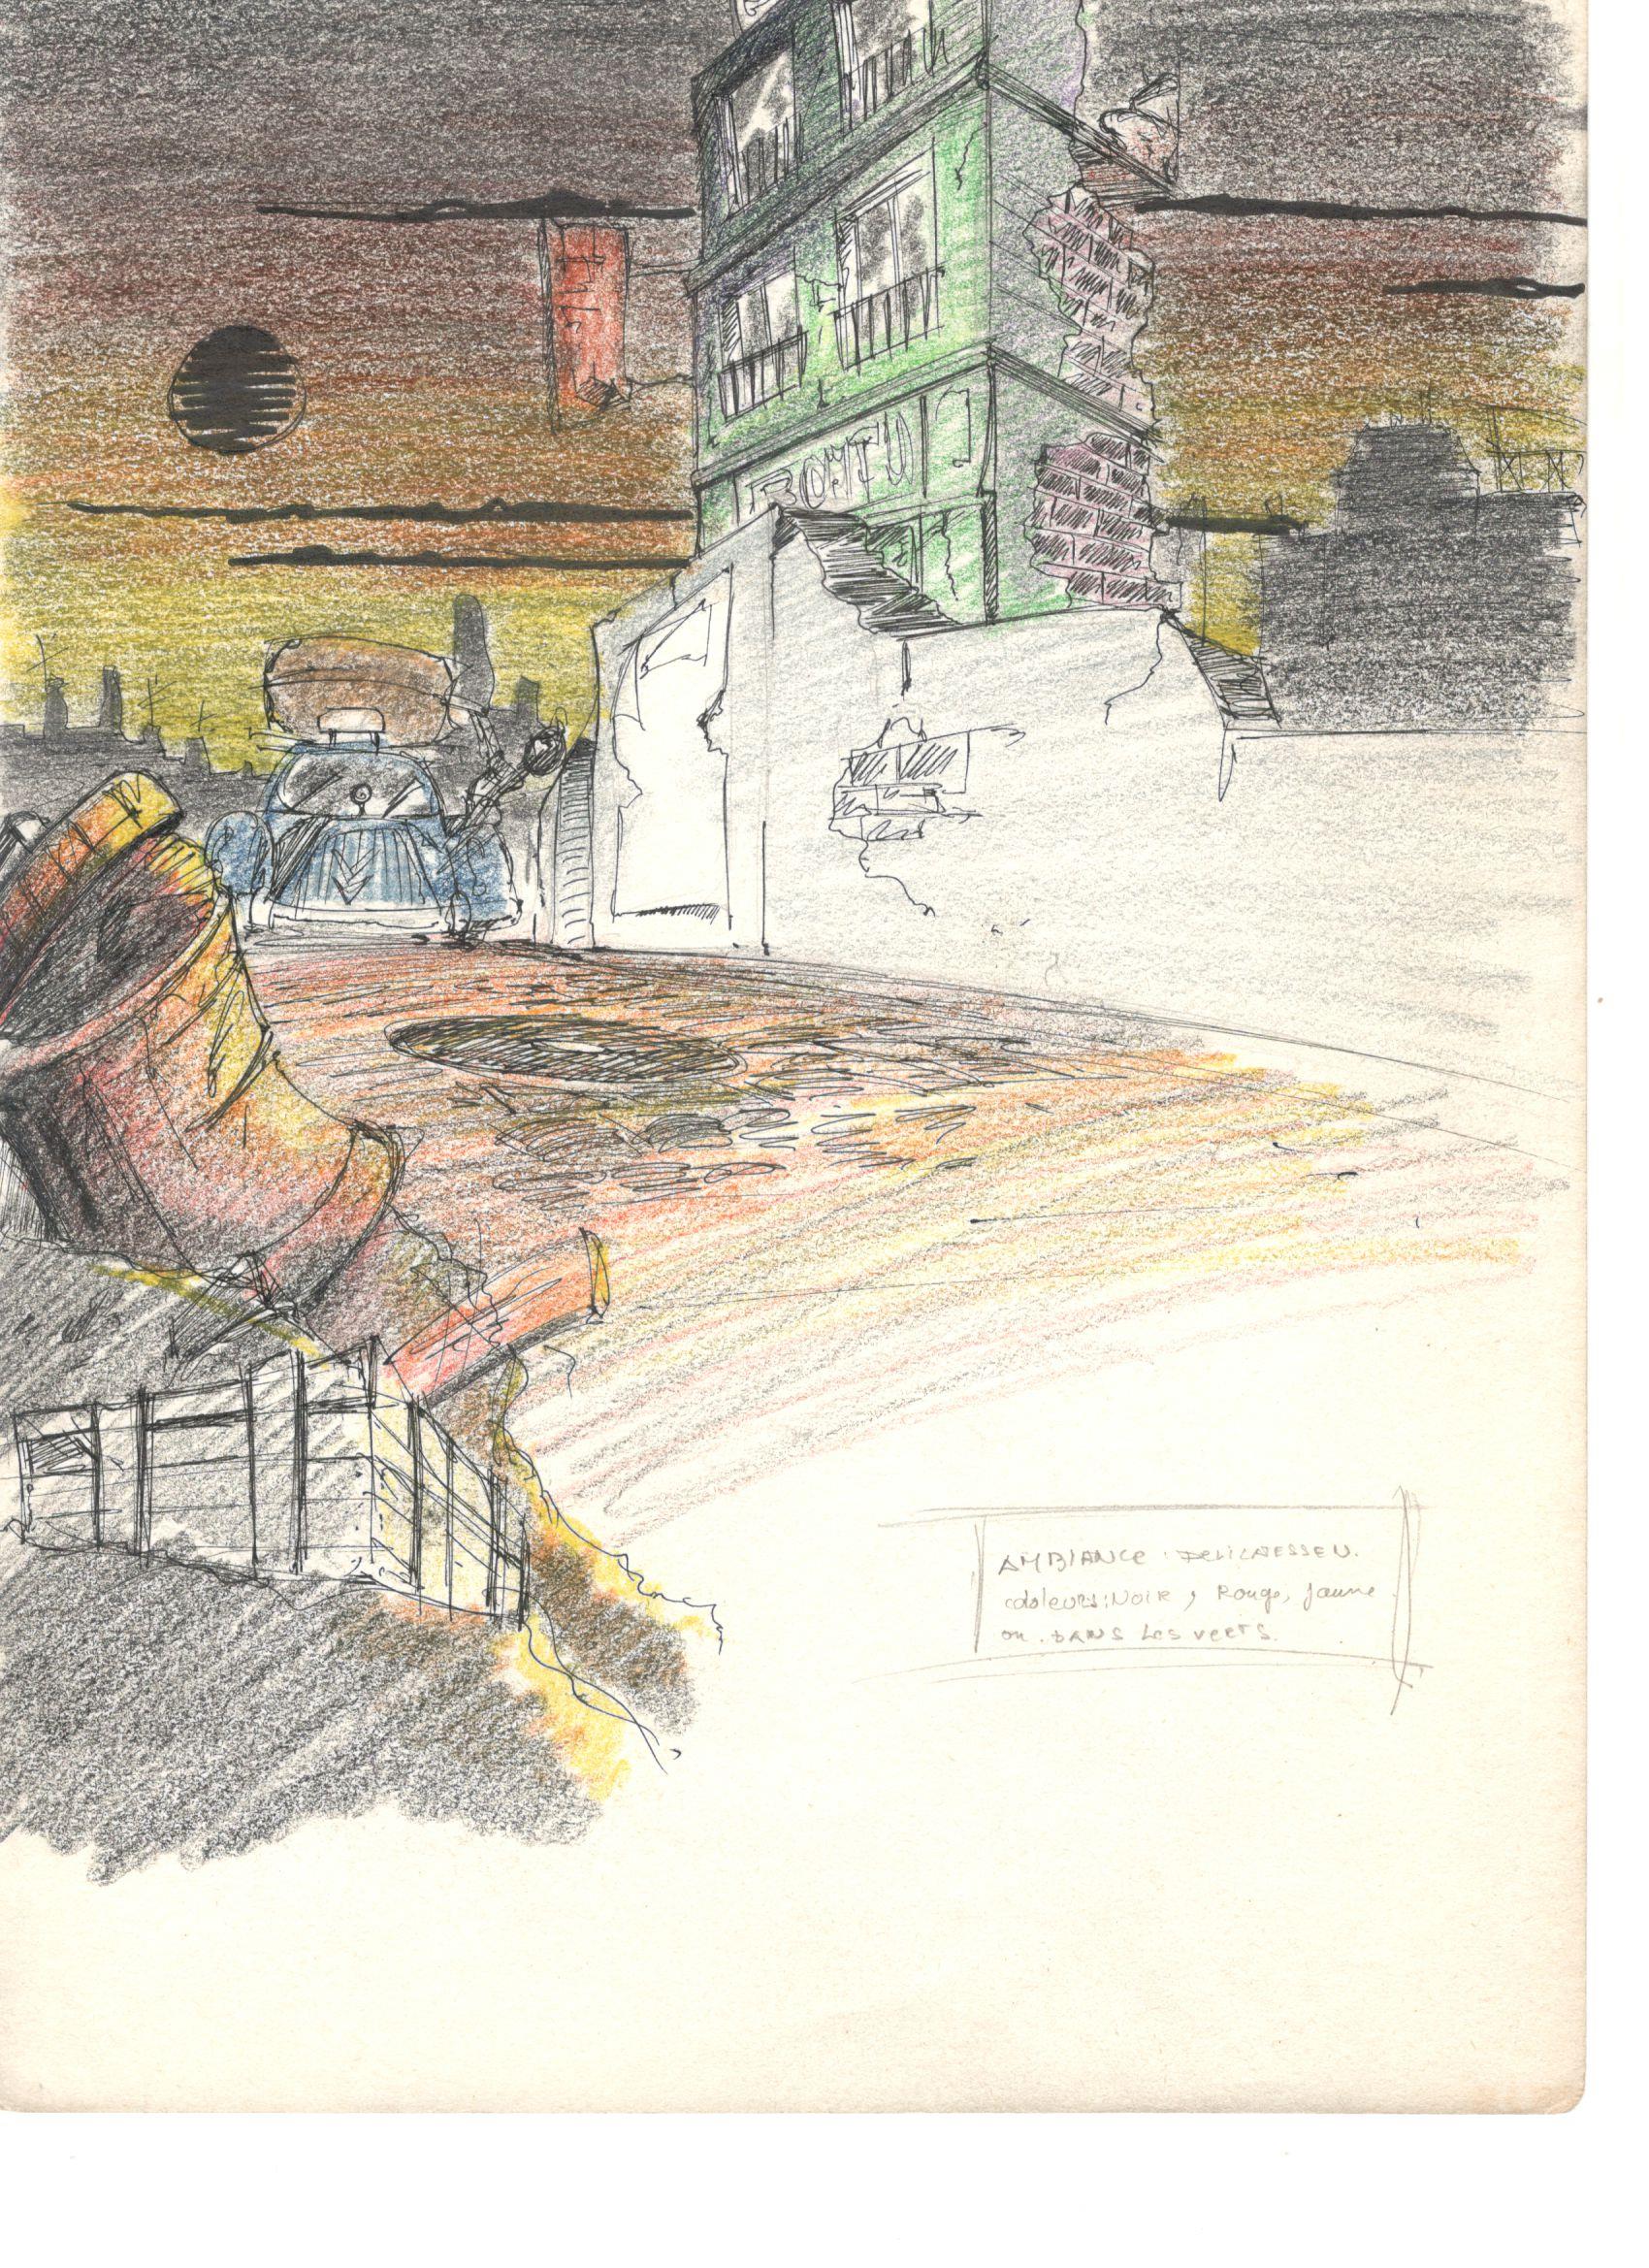 AMBIANCE : DELICATESSEN.
couleurs: NOIR, Rouge, jaune
ou. DANS Les VERTS.